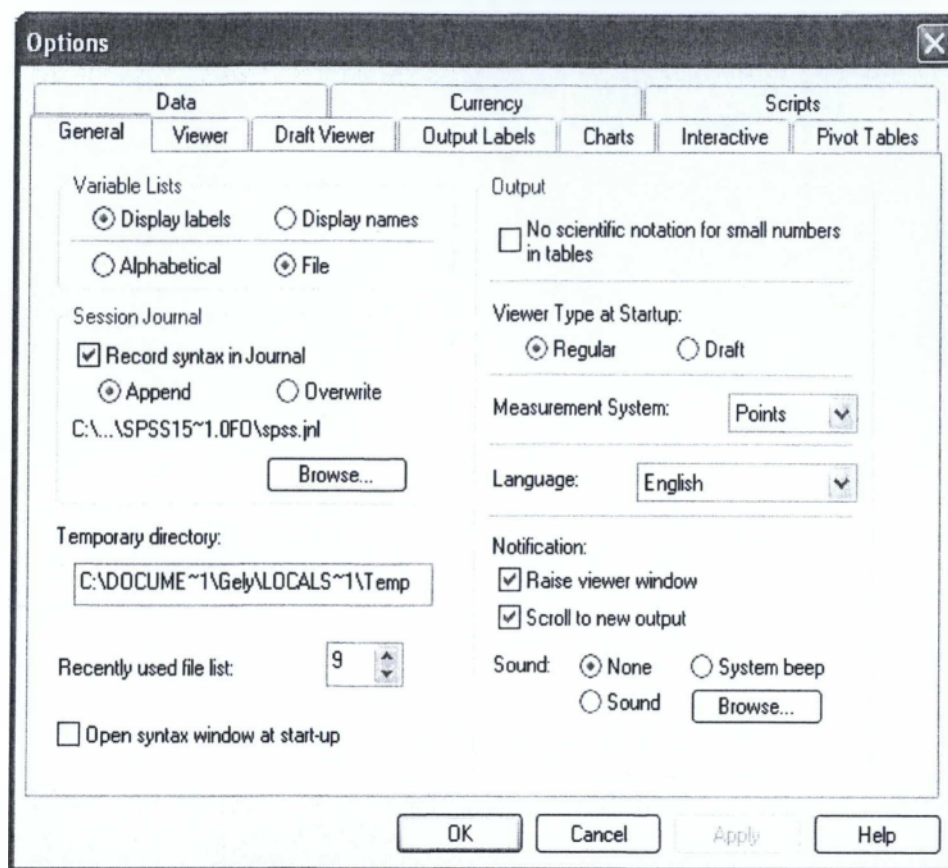 Options
Data Currency Scripts
General Viewer Draft Viewer Output Labels Charts Interactive Pivot Tables
Variable Lists
Display labels Display names
Alphabetical File
Session Journal
Record syntax in Journal
Append Overwrite
C:\...\SPSS15~1.0FO\spss.jnl
Browse...
Temporary directory:
C:\DOCUME~1\Gely\LOCALS~1\Temp
Recently used file list: 9
Open syntax window at start-up
Output
No scientific notation for small numbers
in tables
Viewer Type at Startup:
Regular Draft
Measurement System: Points
Language: English
Notification:
Raise viewer window
Scroll to new output
Sound: None System beep
Sound Browse...
OK Cancel Apply Help